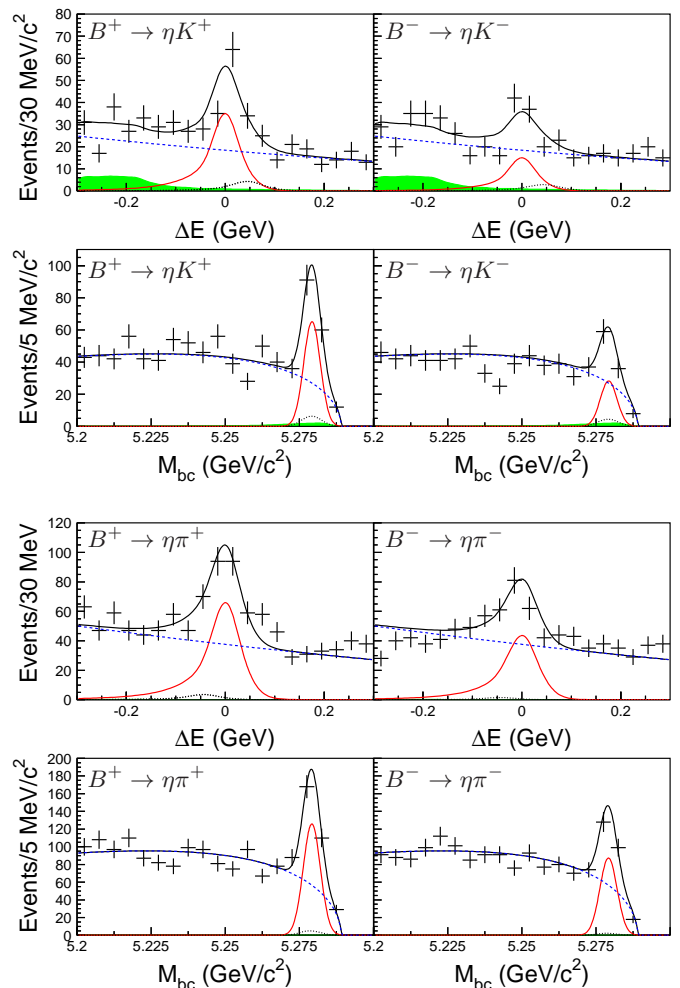 Events/30 MeV/c²
80
70
60
50
40
30
20
10
0
B⁺ → ηK⁺
B⁻ → ηK⁻
-0.2 0 0.2 -0.2 0 0.2
ΔE (GeV) ΔE (GeV)
Events/5 MeV/c²
100
80
60
40
20
0
B⁺ → ηK⁺
B⁻ → ηK⁻
5.2 5.225 5.25 5.275 5.2 5.225 5.25 5.275
M_bc (GeV/c²) M_bc (GeV/c²)
Events/30 MeV
120
100
80
60
40
20
0
B⁺ → ηπ⁺
B⁻ → ηπ⁻
-0.2 0 0.2 -0.2 0 0.2
ΔE (GeV) ΔE (GeV)
Events/5 MeV/c²
200
180
160
140
120
100
80
60
40
20
0
B⁺ → ηπ⁺
B⁻ → ηπ⁻
5.2 5.225 5.25 5.275 5.2 5.225 5.25 5.275
M_bc (GeV/c²) M_bc (GeV/c²)